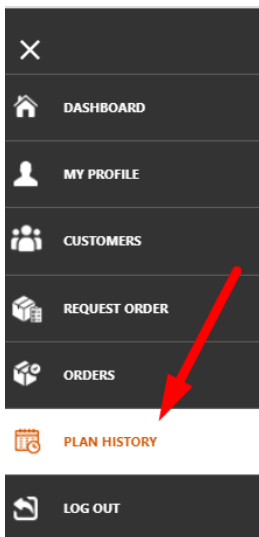 DASHBOARD
MY PROFILE
CUSTOMERS
REQUEST ORDER
ORDERS
PLAN HISTORY
LOG OUT